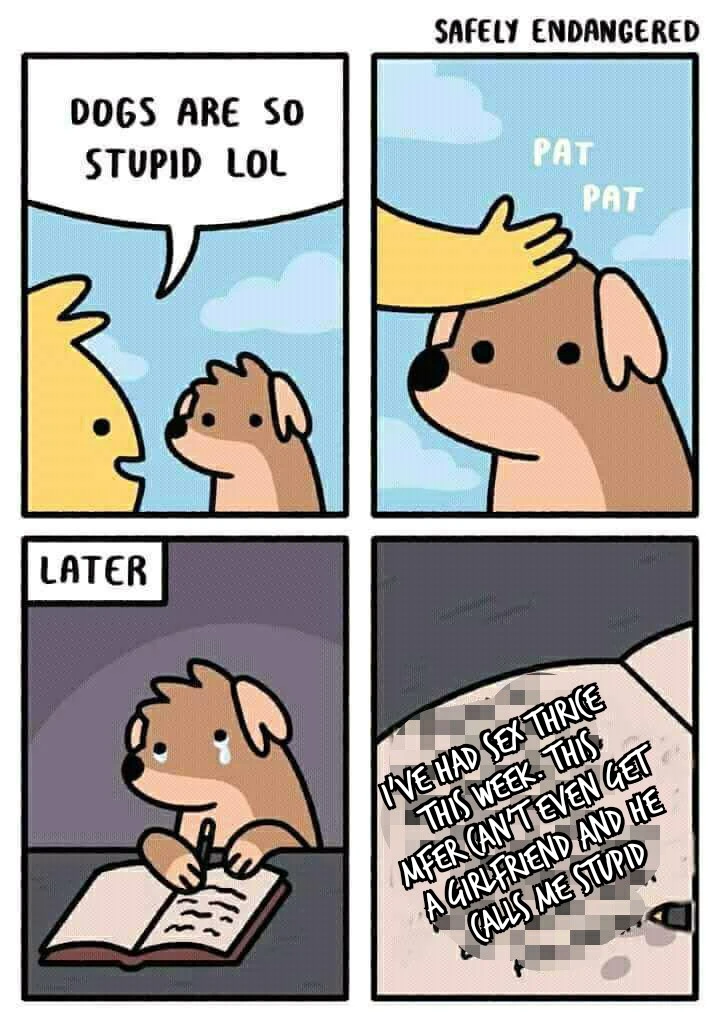 SAFELY ENDANGERED
DOGS ARE SO
STUPID LOL
PAT
PAT
LATER
I'VE HAD SEX THRICE
THIS WEEK. THIS
MFER CAN'T EVEN GET
A GIRLFRIEND AND HE
CALLS ME STUPID